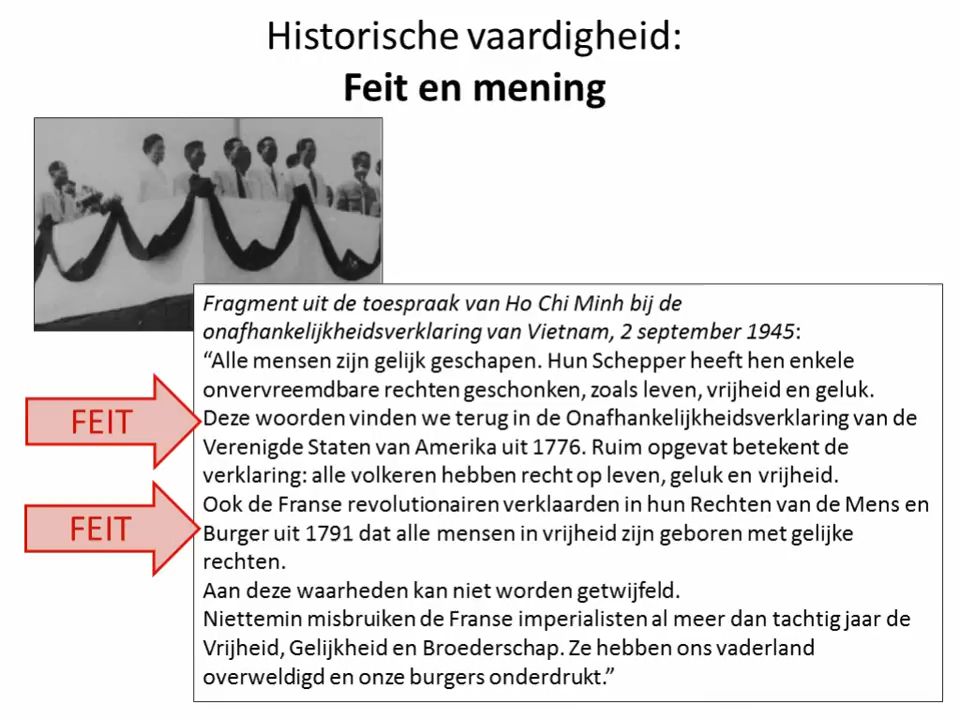 Historische vaardigheid:
Feit en mening
Fragment uit de toespraak van Ho Chi Minh bij de
onafhankelijkheidsverklaring van Vietnam, 2 september 1945:
“Alle mensen zijn gelijk geschapen. Hun Schepper heeft hen enkele
onvervreemdbare rechten geschonken, zoals leven, vrijheid en geluk.
FEIT
Deze woorden vinden we terug in de Onafhankelijkheidsverklaring van de
Verenigde Staten van Amerika uit 1776. Ruim opgevat betekent de
verklaring: alle volkeren hebben recht op leven, geluk en vrijheid.
FEIT
Ook de Franse revolutionairen verklaarden in hun Rechten van de Mens en
Burger uit 1791 dat alle mensen in vrijheid zijn geboren met gelijke
rechten.
Aan deze waarheden kan niet worden getwijfeld.
Niettemin misbruiken de Franse imperialisten al meer dan tachtig jaar de
Vrijheid, Gelijkheid en Broederschap. Ze hebben ons vaderland
overweldigd en onze burgers onderdrukt.”